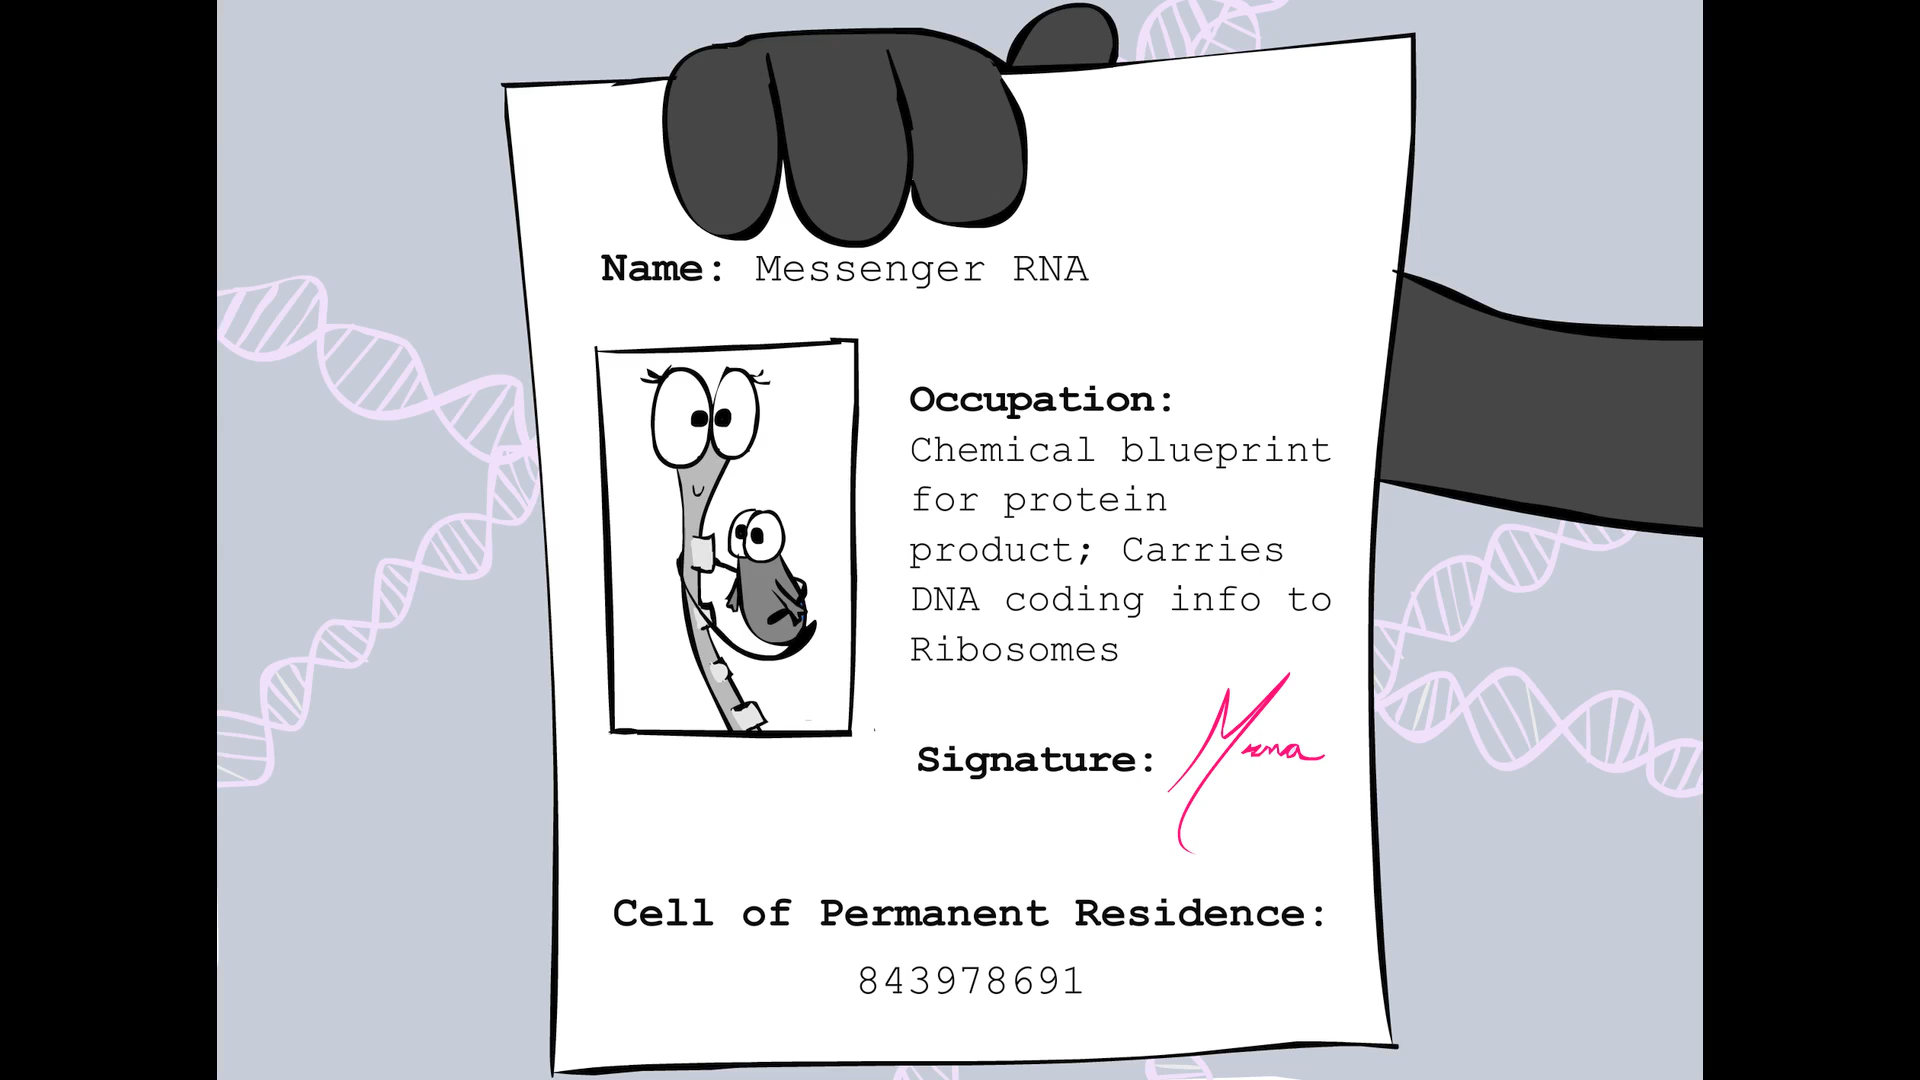 Name: Messenger RNA
Occupation:
Chemical blueprint
for protein
product; Carries
DNA coding info to
Ribosomes
Signature: Mrna
Cell of Permanent Residence:
843978691